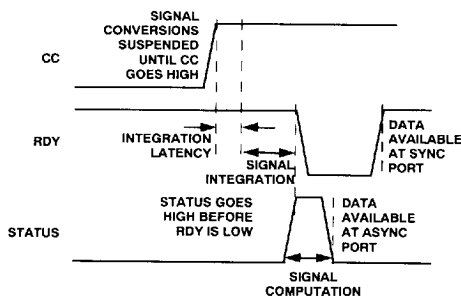 SIGNAL
CONVERSIONS
SUSPENDED
UNTIL CC
GOES HIGH
CC
RDY
INTEGRATION
LATENCY
SIGNAL
INTEGRATION
DATA
AVAILABLE
AT SYNC
PORT
STATUS
STATUS GOES
HIGH BEFORE
RDY IS LOW
DATA
AVAILABLE
AT ASYNC
PORT
SIGNAL
COMPUTATION